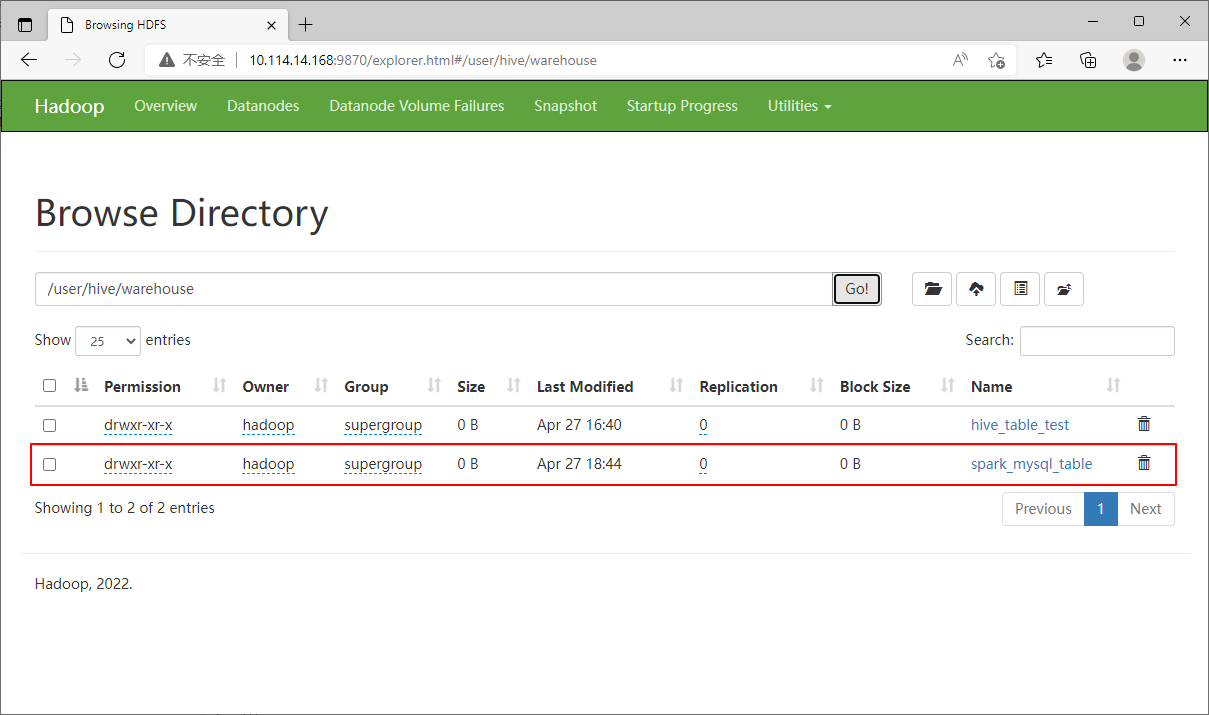 Browsing HDFS
不安全 10.114.14.168:9870/explorer.html#/user/hive/warehouse
Hadoop Overview Datanodes Datanode Volume Failures Snapshot Startup Progress Utilities
Browse Directory
/user/hive/warehouse Go!
Show 25 entries Search:
Permission Owner Group Size Last Modified Replication Block Size Name
drwxr-xr-x hadoop supergroup 0 B Apr 27 16:40 0 0 B hive_table_test
drwxr-xr-x hadoop supergroup 0 B Apr 27 18:44 0 0 B spark_mysql_table
Showing 1 to 2 of 2 entries Previous 1 Next
Hadoop, 2022.